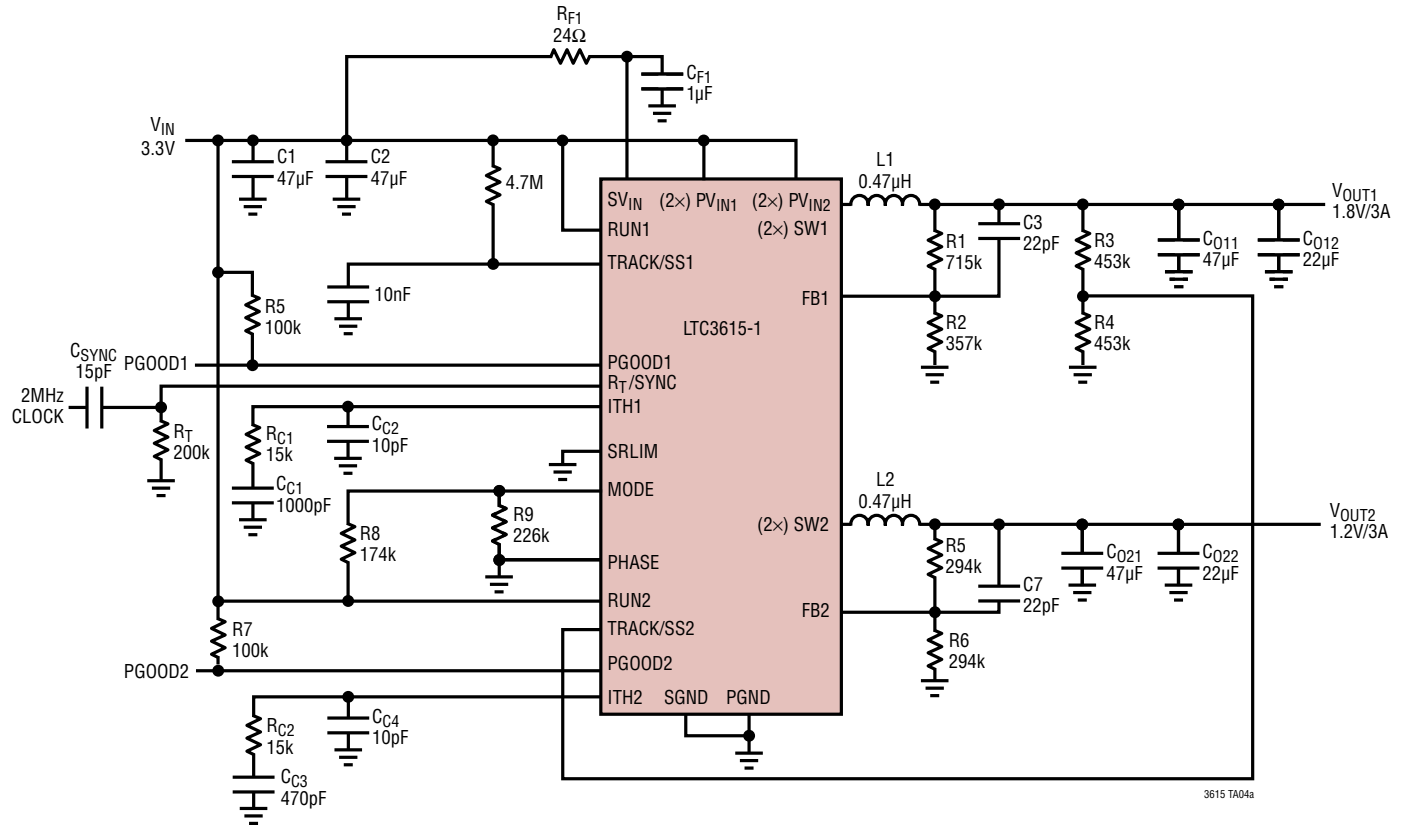 RF1
24Ω
CF1
1µF
VIN
3.3V
C1
47µF
C2
47µF
4.7M
10nF
R5
100k
CSYNC
15pF
PGOOD1
2MHz
CLOCK
RT
200k
RC1
15k
CC1
1000pF
CC2
10pF
R8
174k
R9
226k
R7
100k
PGOOD2
RC2
15k
CC3
470pF
CC4
10pF
SVIN
(2×) PVIN1
(2×) PVIN2
RUN1
(2×) SW1
TRACK/SS1
FB1
LTC3615-1
PGOOD1
RT/SYNC
ITH1
SRLIM
MODE
(2×) SW2
PHASE
RUN2
FB2
TRACK/SS2
PGOOD2
ITH2
SGND
PGND
L1
0.47µH
R1
715k
C3
22pF
R2
357k
R3
453k
R4
453k
CO11
47µF
CO12
22µF
VOUT1
1.8V/3A
L2
0.47µH
R5
294k
C7
22pF
R6
294k
CO21
47µF
CO22
22µF
VOUT2
1.2V/3A
3615 TA04a